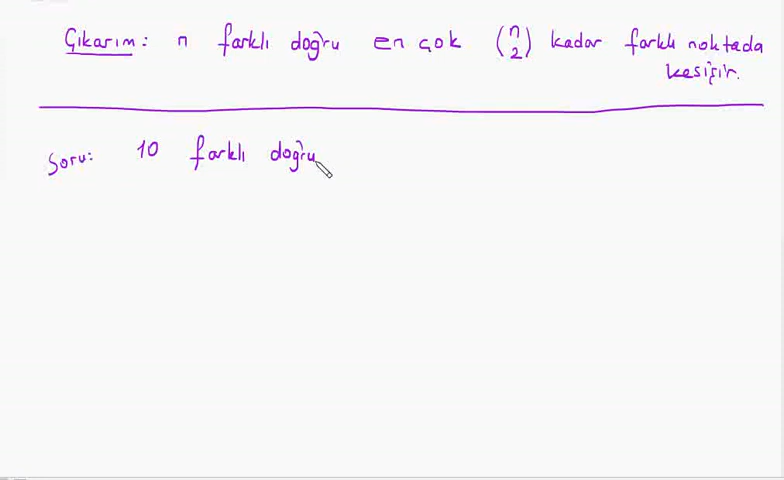 Çıkarım: n farklı doğru en çok (n 2) kadar farklı noktada
kesişir.
Soru: 10 farklı doğru